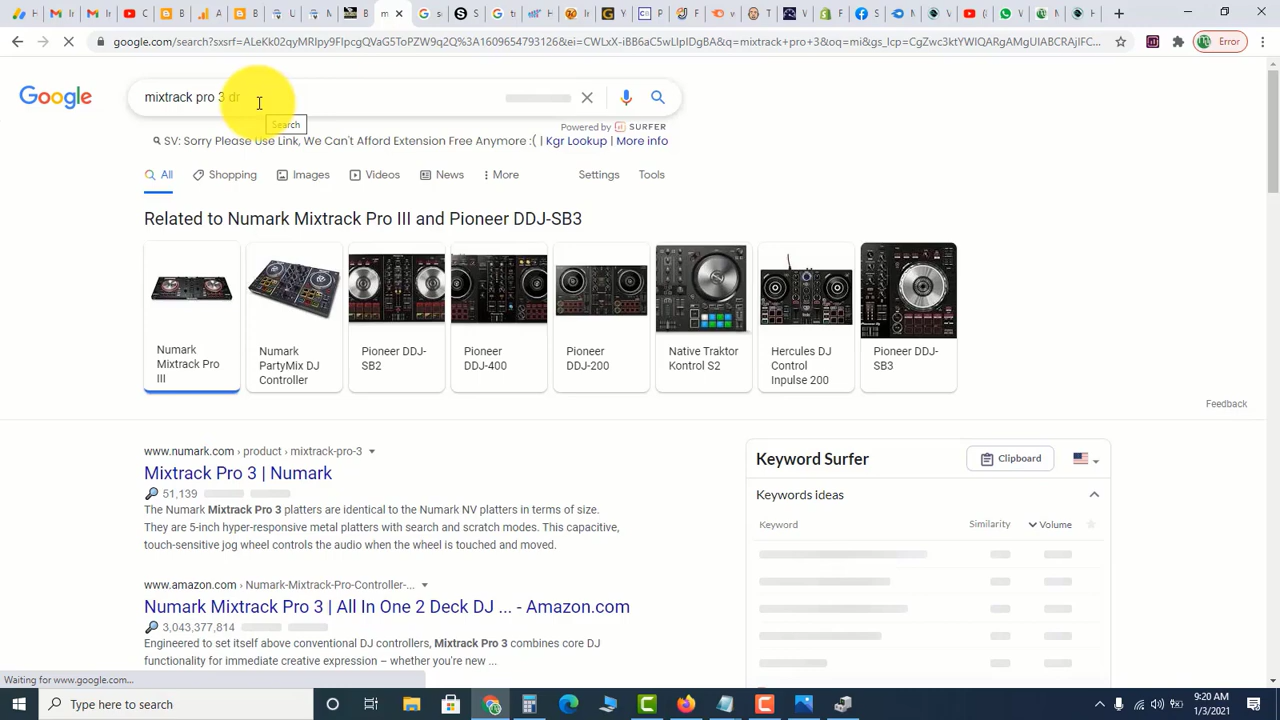 google.com/search?sxsrf=ALeKk02qyMRIpy9FIpcgQVaG5ToPZW9q2Q%3A1609654793126&ei=CWLxX-iBB6aC5wLIpIDgBA&q=mixtrack+pro+3&oq=mi&gs_lcp=CgZwc3ktYWIQARgAMgUIABCRAjIFC...
Error
Google
mixtrack pro 3 dr
Search
Powered by SURFER
SV: Sorry Please Use Link, We Can't Afford Extension Free Anymore :( | Kgr Lookup | More info
All
Shopping
Images
Videos
News
More
Settings
Tools
Related to Numark Mixtrack Pro III and Pioneer DDJ-SB3
Numark Mixtrack Pro III
Numark PartyMix DJ Controller
Pioneer DDJ-SB2
Pioneer DDJ-400
Pioneer DDJ-200
Native Traktor Kontrol S2
Hercules DJ Control Inpulse 200
Pioneer DDJ-SB3
Feedback
www.numark.com › product › mixtrack-pro-3
Mixtrack Pro 3 | Numark
51,139
The Numark Mixtrack Pro 3 platters are identical to the Numark NV platters in terms of size.
They are 5-inch hyper-responsive metal platters with search and scratch modes. This capacitive,
touch-sensitive jog wheel controls the audio when the wheel is touched and moved.
www.amazon.com › Numark-Mixtrack-Pro-Controller-...
Numark Mixtrack Pro 3 | All In One 2 Deck DJ ... - Amazon.com
3,043,377,814
Engineered to set itself above conventional DJ controllers, Mixtrack Pro 3 combines core DJ
functionality for immediate creative expression – whether you're new ...
Keyword Surfer
Clipboard
Keywords ideas
Keyword
Similarity
Volume
Waiting for www.google.com...
Type here to search
9:20 AM
1/3/2021